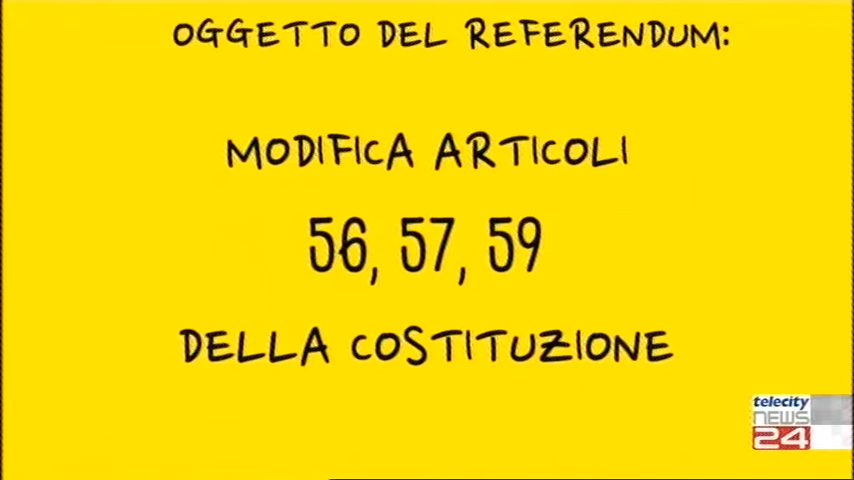 OGGETTO DEL REFERENDUM:
MODIFICA ARTICOLI
56, 57, 59
DELLA COSTITUZIONE
telecity
NEWS
24